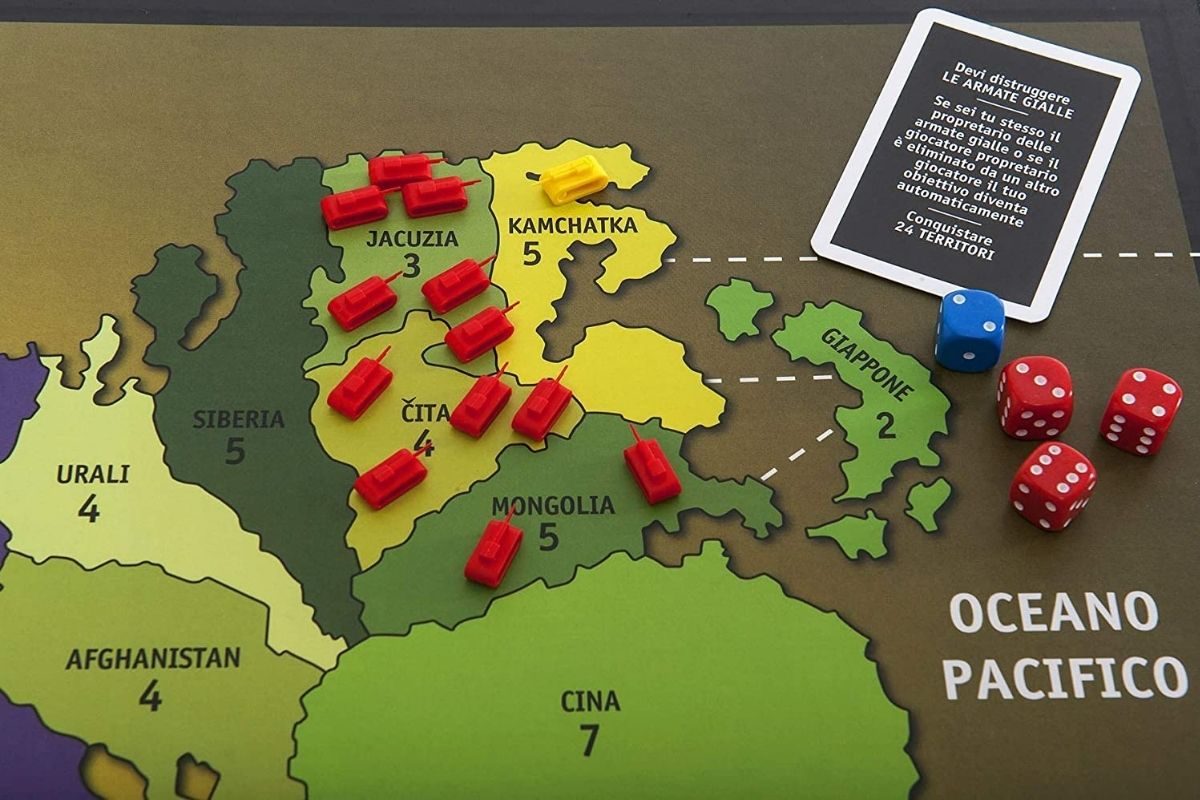 Devi distruggere
LE ARMATE GIALLE
Se sei tu stesso il
propretario delle
armate gialle o se il
giocatore propretario
è eliminato da un altro
giocatore il tuo
obiettivo diventa
automaticamente
Conquistare
24 TERRITORI
JACUZIA
3
KAMCHATKA
5
GIAPPONE
2
SIBERIA
5
ČITA
4
URALI
4
MONGOLIA
5
AFGHANISTAN
4
CINA
7
OCEANO
PACIFICO